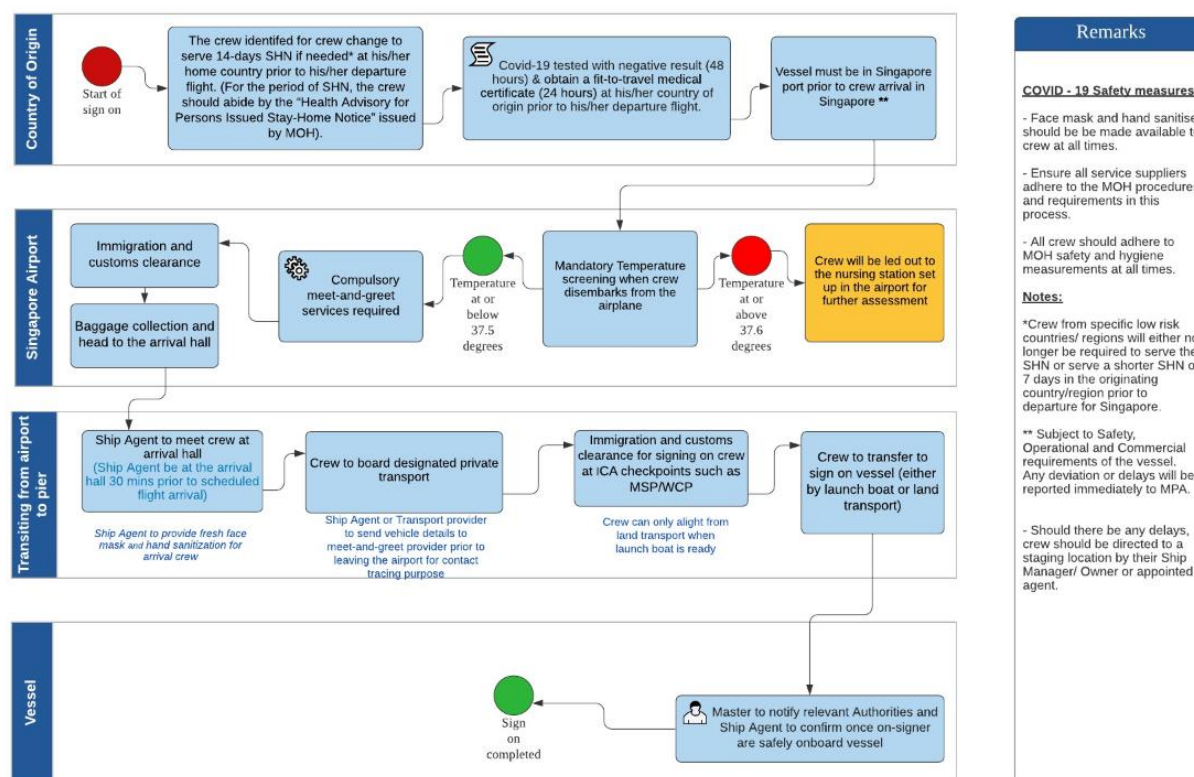 Country of Origin
Start of
sign on
The crew identifed for crew change to
serve 14-days SHN if needed* at his/her
home country prior to his/her departure
flight. (For the period of SHN, the crew
should abide by the "Health Advisory for
Persons Issued Stay-Home Notice" issued
by MOH).
Covid-19 tested with negative result (48
hours) & obtain a fit-to-travel medical
certificate (24 hours) at his/her country of
origin prior to his/her departure flight.
Vessel must be in Singapore
port prior to crew arrival in
Singapore **
Singapore Airport
Immigration and
customs clearance
Baggage collection and
head to the arrival hall
Compulsory
meet-and-greet
services required
Temperature
at or
below
37.5
degrees
Mandatory Temperature
screening when crew
disembarks from the
airplane
Temperature
at or
above
37.6
degrees
Crew will be led out to
the nursing station set
up in the airport for
further assessment
Transiting from airport
to pier
Ship Agent to meet crew at
arrival hall
(Ship Agent be at the arrival
hall 30 mins prior to scheduled
flight arrival)
Ship Agent to provide fresh face
mask and hand sanitization for
arrival crew
Crew to board designated private
transport
Ship Agent or Transport provider
to send vehicle details to
meet-and-greet provider prior to
leaving the airport for contact
tracing purpose
Immigration and customs
clearance for signing on crew
at ICA checkpoints such as
MSP/WCP
Crew can only alight from
land transport when
launch boat is ready
Crew to transfer to
sign on vessel (either
by launch boat or land
transport)
Vessel
Sign
on
completed
Master to notify relevant Authorities and
Ship Agent to confirm once on-signer
are safely onboard vessel
Remarks
COVID - 19 Safety measures
- Face mask and hand sanitise
should be be made available t
crew at all times.
- Ensure all service suppliers
adhere to the MOH procedure
and requirements in this
process.
- All crew should adhere to
MOH safety and hygiene
measurements at all times.
Notes:
*Crew from specific low risk
countries/ regions will either no
longer be required to serve the
SHN or serve a shorter SHN o
7 days in the originating
country/region prior to
departure for Singapore.
** Subject to Safety,
Operational and Commercial
requirements of the vessel.
Any deviation or delays will be
reported immediately to MPA.
- Should there be any delays,
crew should be directed to a
staging location by their Ship
Manager/ Owner or appointed
agent.